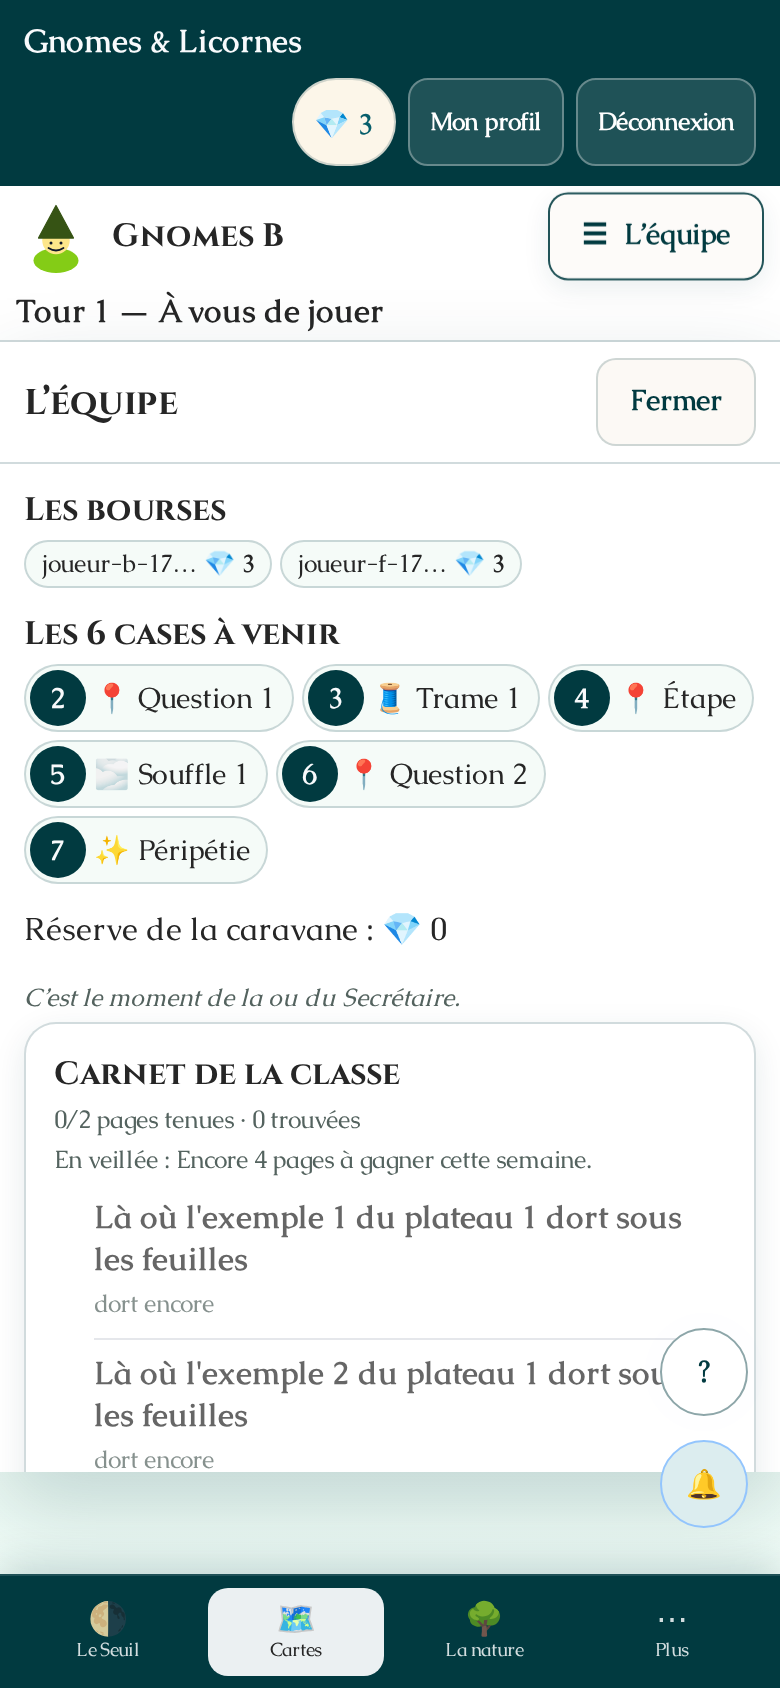 Gnomes & Licornes
💎 3
Mon profil
Déconnexion
Gnomes B
☰ L’équipe
Tour 1 — À vous de jouer
L’équipe
Fermer
Les bourses
joueur-b-17… 💎 3
joueur-f-17… 💎 3
Les 6 cases à venir
2 📍 Question 1
3 🧵 Trame 1
4 📍 Étape
5 🌫️ Souffle 1
6 📍 Question 2
7 ✨ Péripétie
Réserve de la caravane : 💎 0
C’est le moment de la ou du Secrétaire.
Carnet de la classe
0/2 pages tenues · 0 trouvées
En veillée : Encore 4 pages à gagner cette semaine.
Là où l'exemple 1 du plateau 1 dort sous
les feuilles
dort encore
Là où l'exemple 2 du plateau 1 dort
les feuilles
dort encore
?
Le Seuil
Cartes
La nature
… Plus